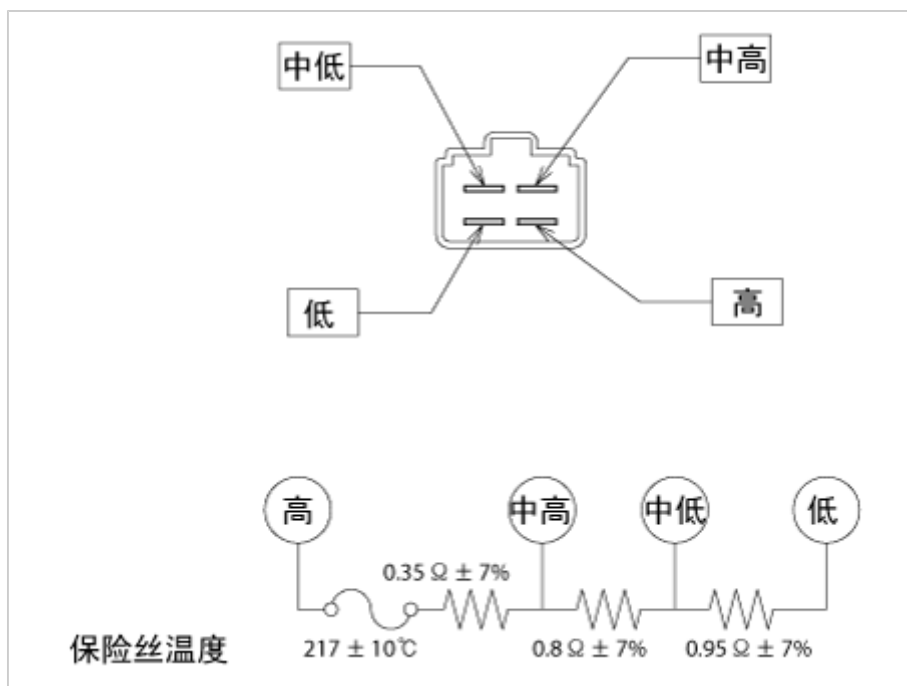 中低
中高
低
高
高
中高
中低
低
0.35 Ω ± 7%
保险丝温度
217 ± 10℃
0.8 Ω ± 7%
0.95 Ω ± 7%